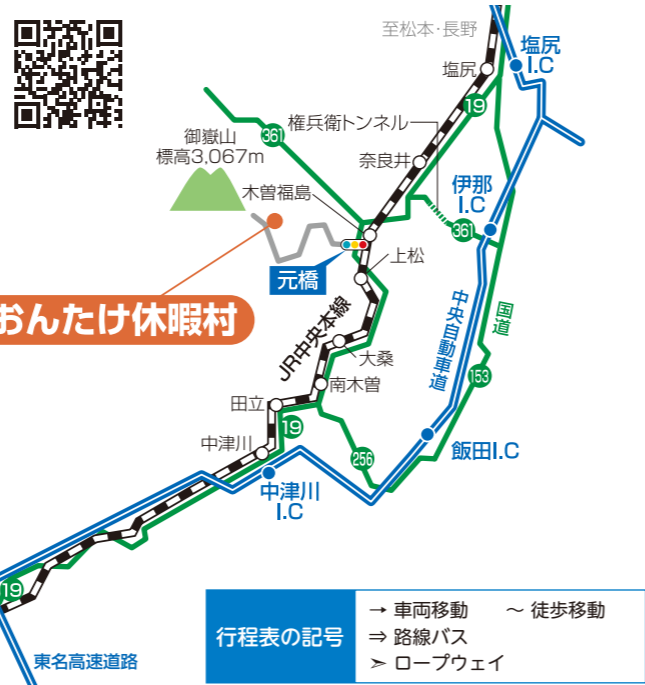 至松本・長野
塩尻
I.C
塩尻
19
権兵衛トンネル
361
御嶽山
標高3,067m
奈良井
木曽福島
伊那
I.C
361
元橋
上松
おんたけ休暇村
JR中央本線
中央自動車道
国道
大桑
153
南木曽
田立
19
中津川
256
飯田I.C
中津川
I.C
19
東名高速道路
行程表の記号
→ 車両移動 ～ 徒歩移動
⇒ 路線バス
➣ ロープウェイ